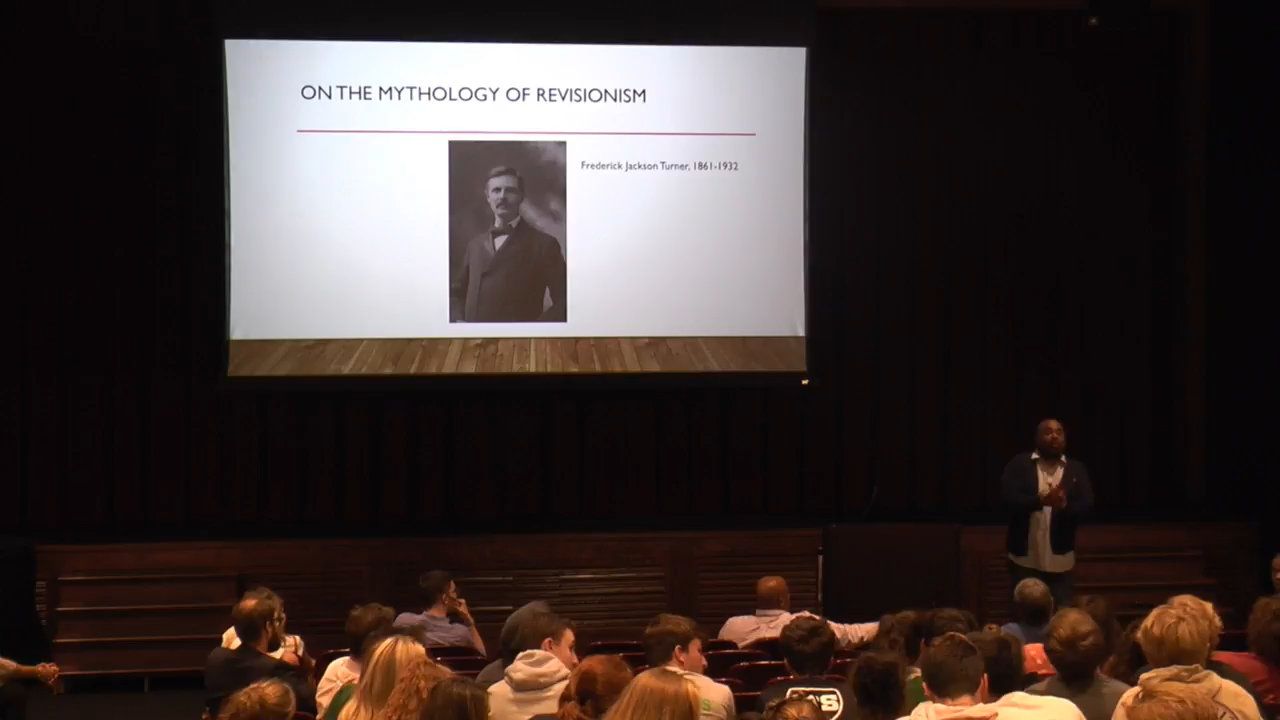 ON THE MYTHOLOGY OF REVISIONISM
Frederick Jackson Turner, 1861-1932